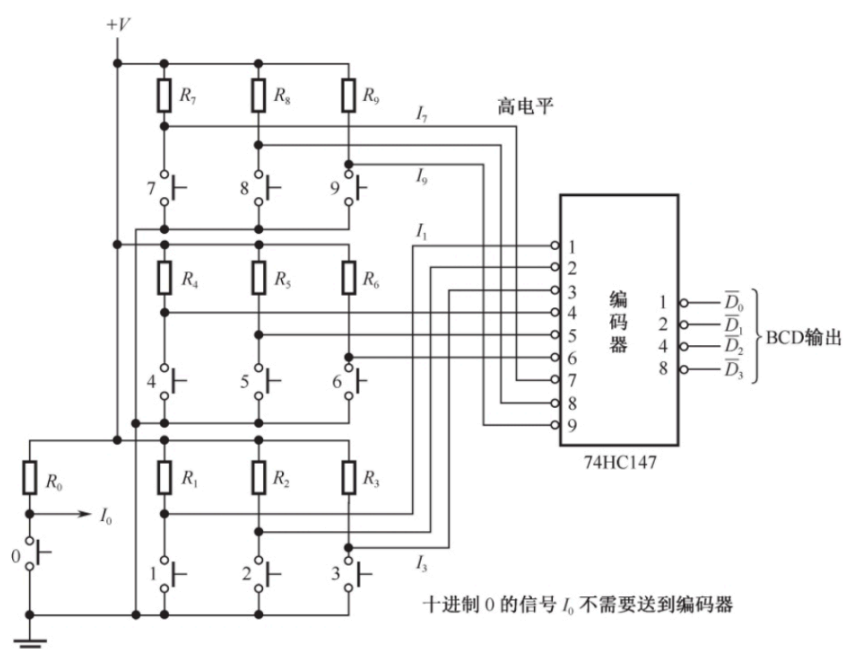 +V
R₇
R₈
R₉
I₇
高电平
7
8
9
I₉
I₁
R₄
R₅
R₆
4
5
6
1
2
3
4
5
6
7
8
9
编码器
1
2
4
8
D̅₀
D̅₁
D̅₂
D̅₃
BCD输出
74HC147
R₀
R₁
R₂
R₃
I₀
0
1
2
3
I₃
十进制 0 的信号 I₀ 不需要送到编码器